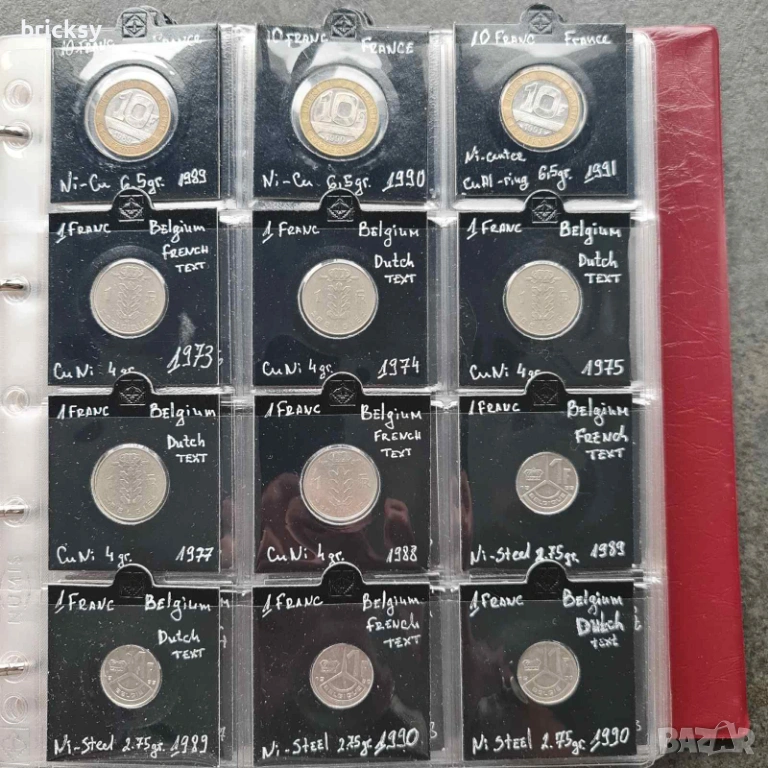 bricksy
10 FRANC FRANCE
Ni-Cu 6,5gr. 1989
10 FRANC FRANCE
Ni-Cu 6,5gr. 1990
10 FRANC France
Ni-center
CuAl-ring 6,5gr. 1991
1 FRANC Belgium
FRENCH
TEXT
CuNi 4 gr. 1973
1 FRANC Belgium
Dutch
TEXT
CuNi 4gr. 1974
1 FRANC Belgium
Dutch
TEXT
CuNi 4gr. 1975
1 FRANC Belgium
Dutch
TEXT
CuNi 4gr. 1977
1 FRANC Belgium
FRENCH
TEXT
CuNi 4gr. 1988
1 FRANC Belgium
FRENCH
TEXT
Ni-Steel 2.75gr. 1989
1 FRANC Belgium
Dutch
TEXT
Ni-Steel 2.75gr. 1989
1 FRANC Belgium
FRENCH
TEXT
Ni-STEEL 2.75gr. 1990
1 FRANC Belgium
Dutch
TEXT
Ni STEEL 2.75gr. 1990
BAZAR